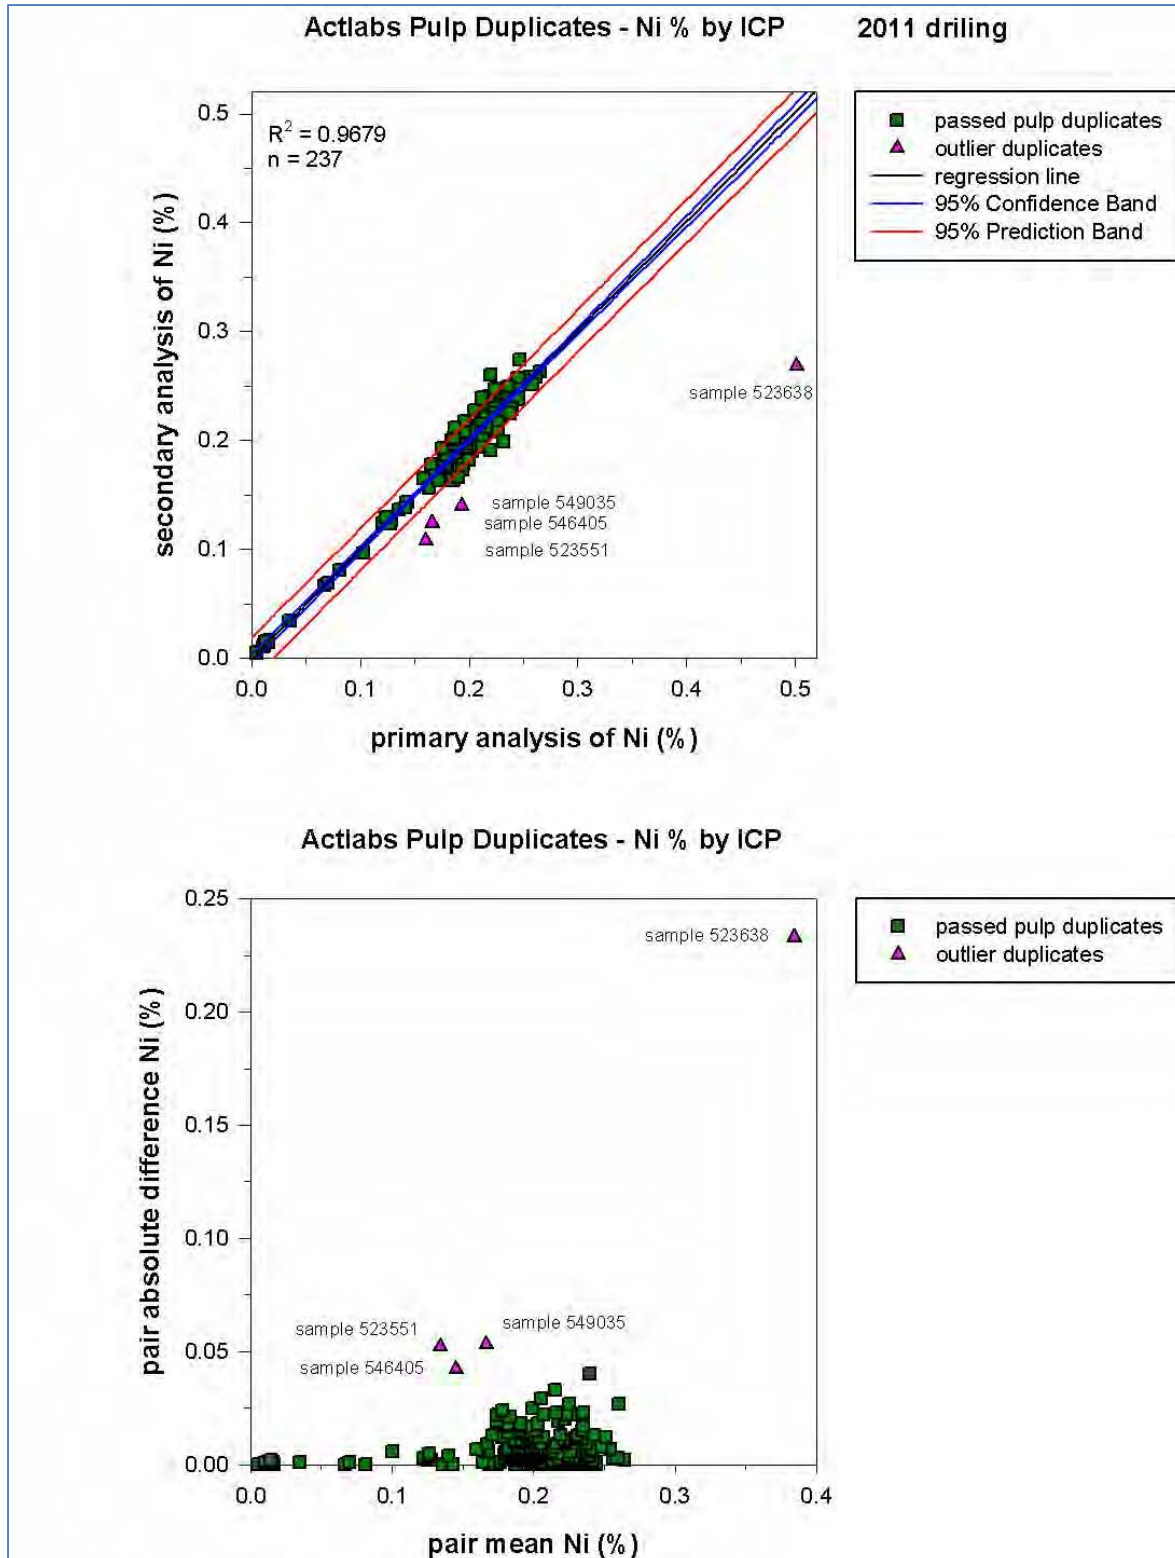 Actlabs Pulp Duplicates - Ni % by ICP
2011 driling
R² = 0.9679
n = 237
passed pulp duplicates
outlier duplicates
regression line
95% Confidence Band
95% Prediction Band
secondary analysis of Ni (%)
0.5
0.4
0.3
0.2
0.1
0.0
sample 523638
sample 549035
sample 546405
sample 523551
0.0 0.1 0.2 0.3 0.4 0.5
primary analysis of Ni (%)
Actlabs Pulp Duplicates - Ni % by ICP
passed pulp duplicates
outlier duplicates
pair absolute difference Ni (%)
0.25
0.20
0.15
0.10
0.05
0.00
sample 523638
sample 523551
sample 549035
sample 546405
0.0 0.1 0.2 0.3 0.4
pair mean Ni (%)